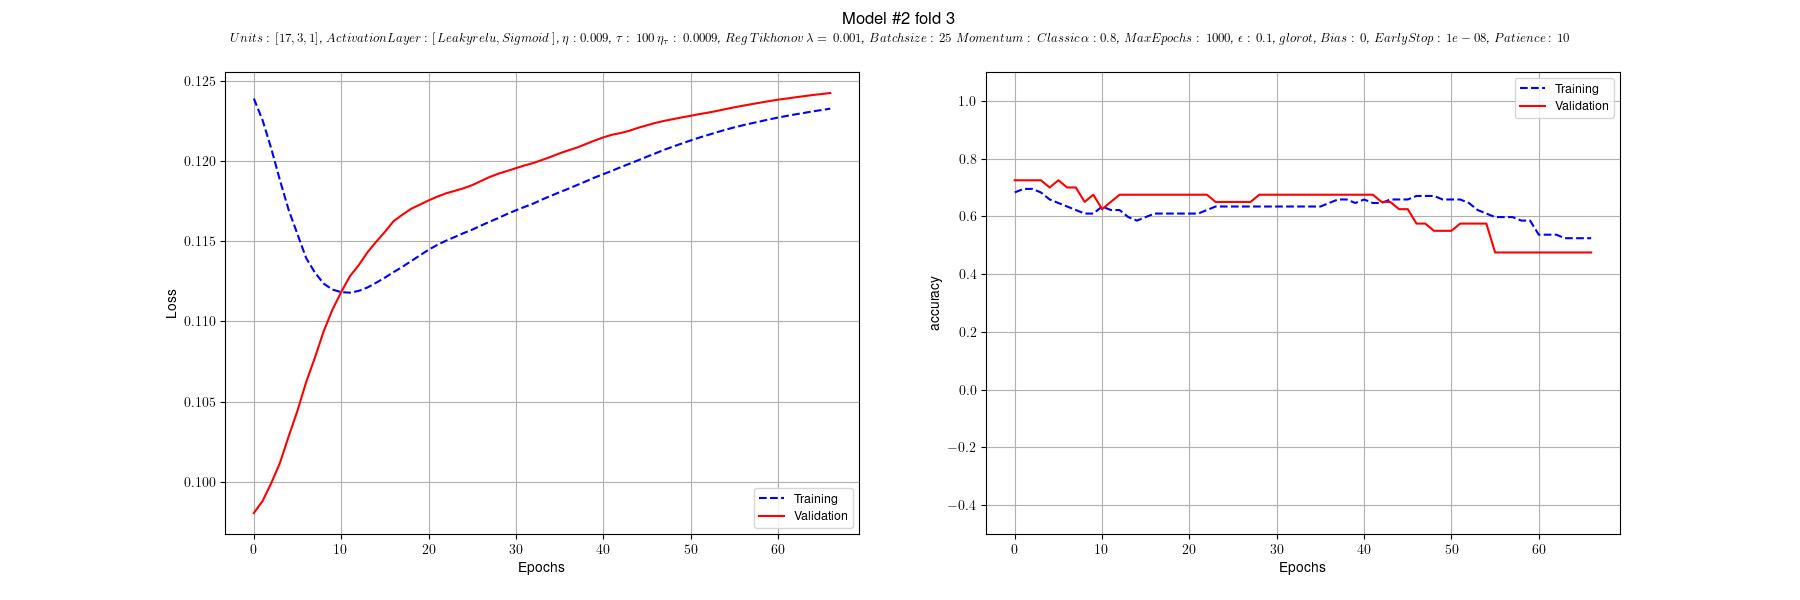 Model #2 fold 3
Units : [17, 3, 1], ActivationLayer : [Leakyrelu, Sigmoid ], η : 0.009, τ : 100 ητ : 0.0009, Reg Tikhonov λ = 0.001, Batchsize : 25 Momentum : Classicα : 0.8, MaxEpochs : 1000, ϵ : 0.1, glorot, Bias : 0, EarlyStop : 1e − 08, Patience : 10
0.125
0.120
0.115
0.110
0.105
0.100
Loss
0 10 20 30 40 50 60
Epochs
Training
Validation
1.0
0.8
0.6
0.4
0.2
0.0
−0.2
−0.4
accuracy
0 10 20 30 40 50 60
Epochs
Training
Validation